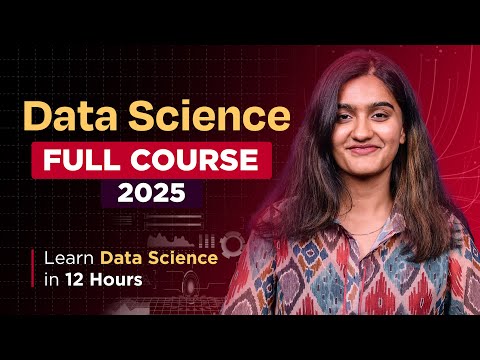 Data Science
FULL COURSE
2025
Learn Data Science
in 12 Hours